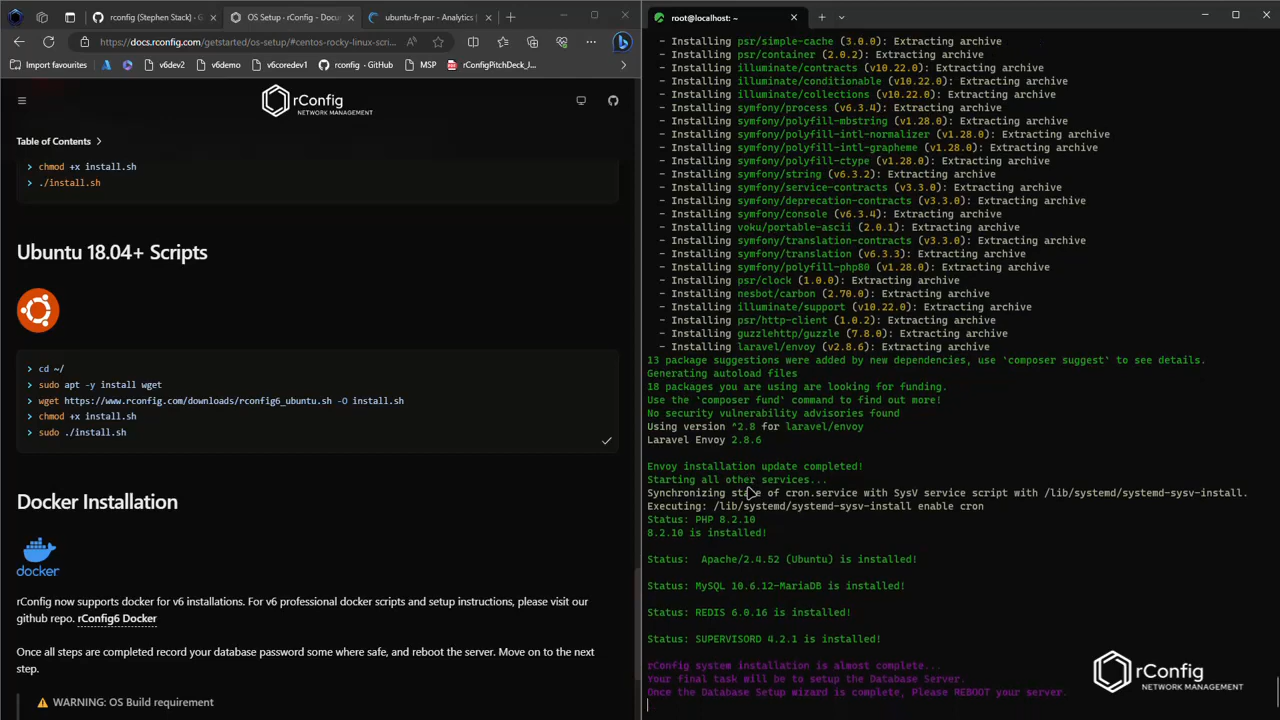 rconfig (Stephen Stack) · G
OS Setup · rConfig - Docu
ubuntu-fr-par - Analytics |
https://docs.rconfig.com/getstarted/os-setup/#centos-rocky-linux-scri...
Import favourites
v6dev2
v6demo
v6coredev1
rconfig · GitHub
MSP
rConfigPitchDeck_J...
rConfig
NETWORK MANAGEMENT
Table of Contents
> chmod +x install.sh
> ./install.sh
Ubuntu 18.04+ Scripts
> cd ~/
> sudo apt -y install wget
> wget https://www.rconfig.com/downloads/rconfig6_ubuntu.sh -O install.sh
> chmod +x install.sh
> sudo ./install.sh
Docker Installation
docker
rConfig now supports docker for v6 installations. For v6 professional docker scripts and setup instructions, please visit our
github repo. rConfig6 Docker
Once all steps are completed record your database password some where safe, and reboot the server. Move on to the next
step.
WARNING: OS Build requirement
root@localhost: ~
- Installing psr/simple-cache (3.0.0): Extracting archive
- Installing psr/container (2.0.2): Extracting archive
- Installing illuminate/contracts (v10.22.0): Extracting archive
- Installing illuminate/conditionable (v10.22.0): Extracting archive
- Installing illuminate/collections (v10.22.0): Extracting archive
- Installing symfony/process (v6.3.4): Extracting archive
- Installing symfony/polyfill-mbstring (v1.28.0): Extracting archive
- Installing symfony/polyfill-intl-normalizer (v1.28.0): Extracting archive
- Installing symfony/polyfill-intl-grapheme (v1.28.0): Extracting archive
- Installing symfony/polyfill-ctype (v1.28.0): Extracting archive
- Installing symfony/string (v6.3.2): Extracting archive
- Installing symfony/service-contracts (v3.3.0): Extracting archive
- Installing symfony/deprecation-contracts (v3.3.0): Extracting archive
- Installing symfony/console (v6.3.4): Extracting archive
- Installing voku/portable-ascii (2.0.1): Extracting archive
- Installing symfony/translation-contracts (v3.3.0): Extracting archive
- Installing symfony/translation (v6.3.3): Extracting archive
- Installing symfony/polyfill-php80 (v1.28.0): Extracting archive
- Installing psr/clock (1.0.0): Extracting archive
- Installing nesbot/carbon (2.70.0): Extracting archive
- Installing illuminate/support (v10.22.0): Extracting archive
- Installing psr/http-client (1.0.2): Extracting archive
- Installing guzzlehttp/guzzle (7.8.0): Extracting archive
- Installing laravel/envoy (v2.8.6): Extracting archive
13 package suggestions were added by new dependencies, use `composer suggest` to see details.
Generating autoload files
18 packages you are using are looking for funding.
Use the `composer fund` command to find out more!
No security vulnerability advisories found
Using version ^2.8 for laravel/envoy
Laravel Envoy 2.8.6
Envoy installation update completed!
Starting all other services...
Synchronizing state of cron.service with SysV service script with /lib/systemd/systemd-sysv-install.
Executing: /lib/systemd/systemd-sysv-install enable cron
Status: PHP 8.2.10
8.2.10 is installed!
Status:  Apache/2.4.52 (Ubuntu) is installed!
Status: MySQL 10.6.12-MariaDB is installed!
Status: REDIS 6.0.16 is installed!
Status: SUPERVISORD 4.2.1 is installed!
rConfig system installation is almost complete...
Your final task will be to setup the Database Server.
Once the Database Setup wizard is complete, Please REBOOT your server.
rConfig
NETWORK MANAGEMENT